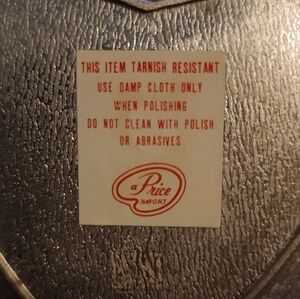 THIS ITEM TARNISH RESISTANT
USE DAMP CLOTH ONLY
WHEN POLISHING
DO NOT CLEAN WITH POLISH
OR ABRASIVES
a Price
IMPORT